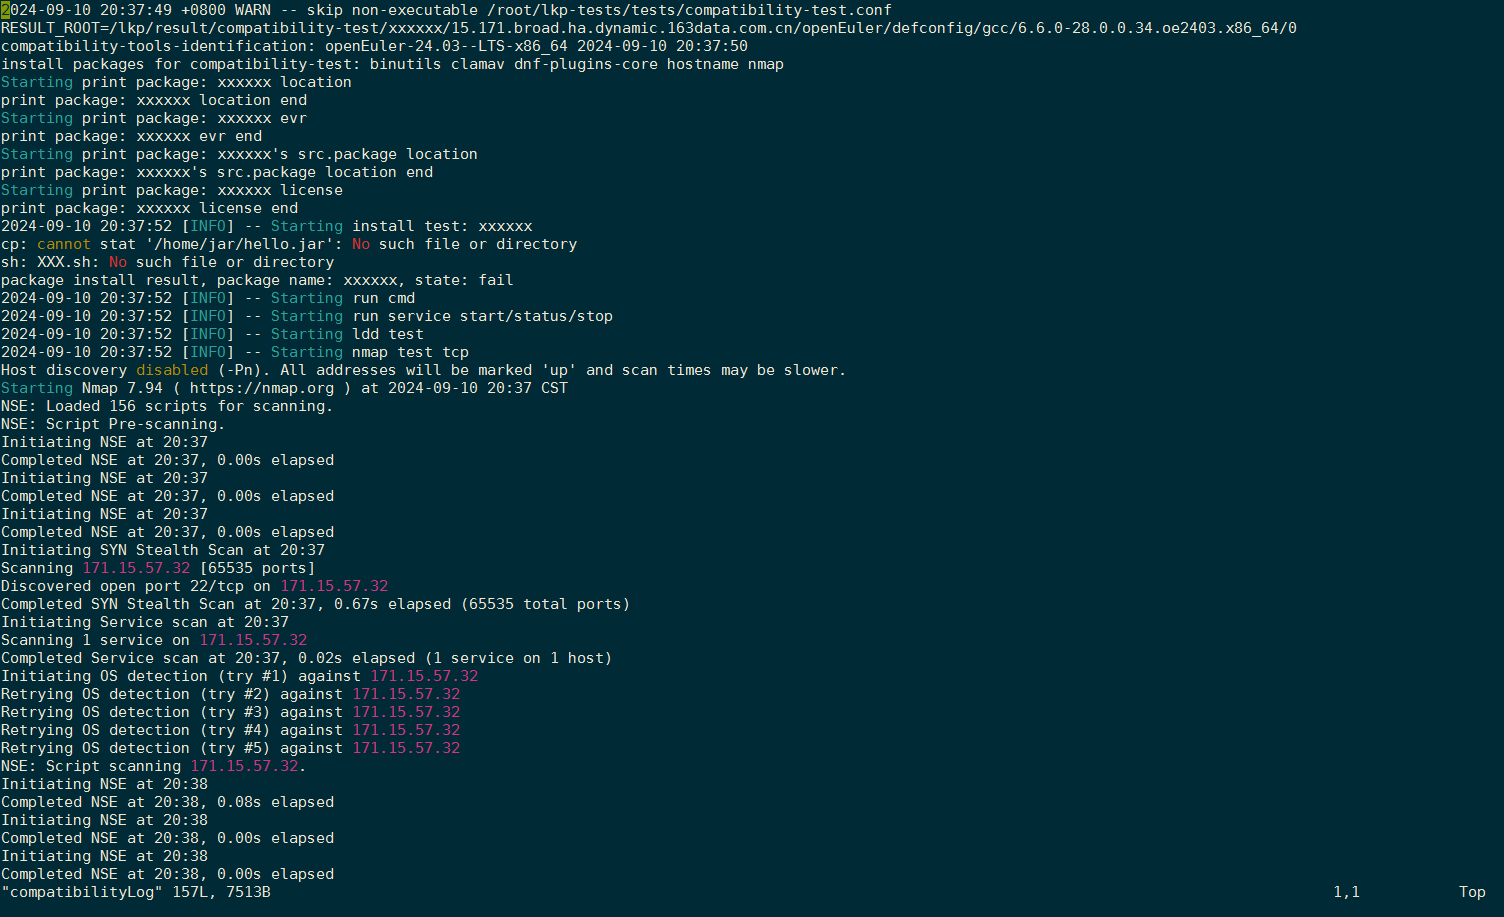 2024-09-10 20:37:49 +0800 WARN -- skip non-executable /root/lkp-tests/tests/compatibility-test.conf
RESULT_ROOT=/lkp/result/compatibility-test/xxxxxx/15.171.broad.ha.dynamic.163data.com.cn/openEuler/defconfig/gcc/6.6.0-28.0.0.34.oe2403.x86_64/0
compatibility-tools-identification: openEuler-24.03--LTS-x86_64 2024-09-10 20:37:50
install packages for compatibility-test: binutils clamav dnf-plugins-core hostname nmap
Starting print package: xxxxxx location
print package: xxxxxx location end
Starting print package: xxxxxx evr
print package: xxxxxx evr end
Starting print package: xxxxxx's src.package location
print package: xxxxxx's src.package location end
Starting print package: xxxxxx license
print package: xxxxxx license end
2024-09-10 20:37:52 [INFO] -- Starting install test: xxxxxx
cp: cannot stat '/home/jar/hello.jar': No such file or directory
sh: XXX.sh: No such file or directory
package install result, package name: xxxxxx, state: fail
2024-09-10 20:37:52 [INFO] -- Starting run cmd
2024-09-10 20:37:52 [INFO] -- Starting run service start/status/stop
2024-09-10 20:37:52 [INFO] -- Starting ldd test
2024-09-10 20:37:52 [INFO] -- Starting nmap test tcp
Host discovery disabled (-Pn). All addresses will be marked 'up' and scan times may be slower.
Starting Nmap 7.94 ( https://nmap.org ) at 2024-09-10 20:37 CST
NSE: Loaded 156 scripts for scanning.
NSE: Script Pre-scanning.
Initiating NSE at 20:37
Completed NSE at 20:37, 0.00s elapsed
Initiating NSE at 20:37
Completed NSE at 20:37, 0.00s elapsed
Initiating NSE at 20:37
Completed NSE at 20:37, 0.00s elapsed
Initiating SYN Stealth Scan at 20:37
Scanning 171.15.57.32 [65535 ports]
Discovered open port 22/tcp on 171.15.57.32
Completed SYN Stealth Scan at 20:37, 0.67s elapsed (65535 total ports)
Initiating Service scan at 20:37
Scanning 1 service on 171.15.57.32
Completed Service scan at 20:37, 0.02s elapsed (1 service on 1 host)
Initiating OS detection (try #1) against 171.15.57.32
Retrying OS detection (try #2) against 171.15.57.32
Retrying OS detection (try #3) against 171.15.57.32
Retrying OS detection (try #4) against 171.15.57.32
Retrying OS detection (try #5) against 171.15.57.32
NSE: Script scanning 171.15.57.32.
Initiating NSE at 20:38
Completed NSE at 20:38, 0.08s elapsed
Initiating NSE at 20:38
Completed NSE at 20:38, 0.00s elapsed
Initiating NSE at 20:38
Completed NSE at 20:38, 0.00s elapsed
"compatibilityLog" 157L, 7513B 1,1 Top